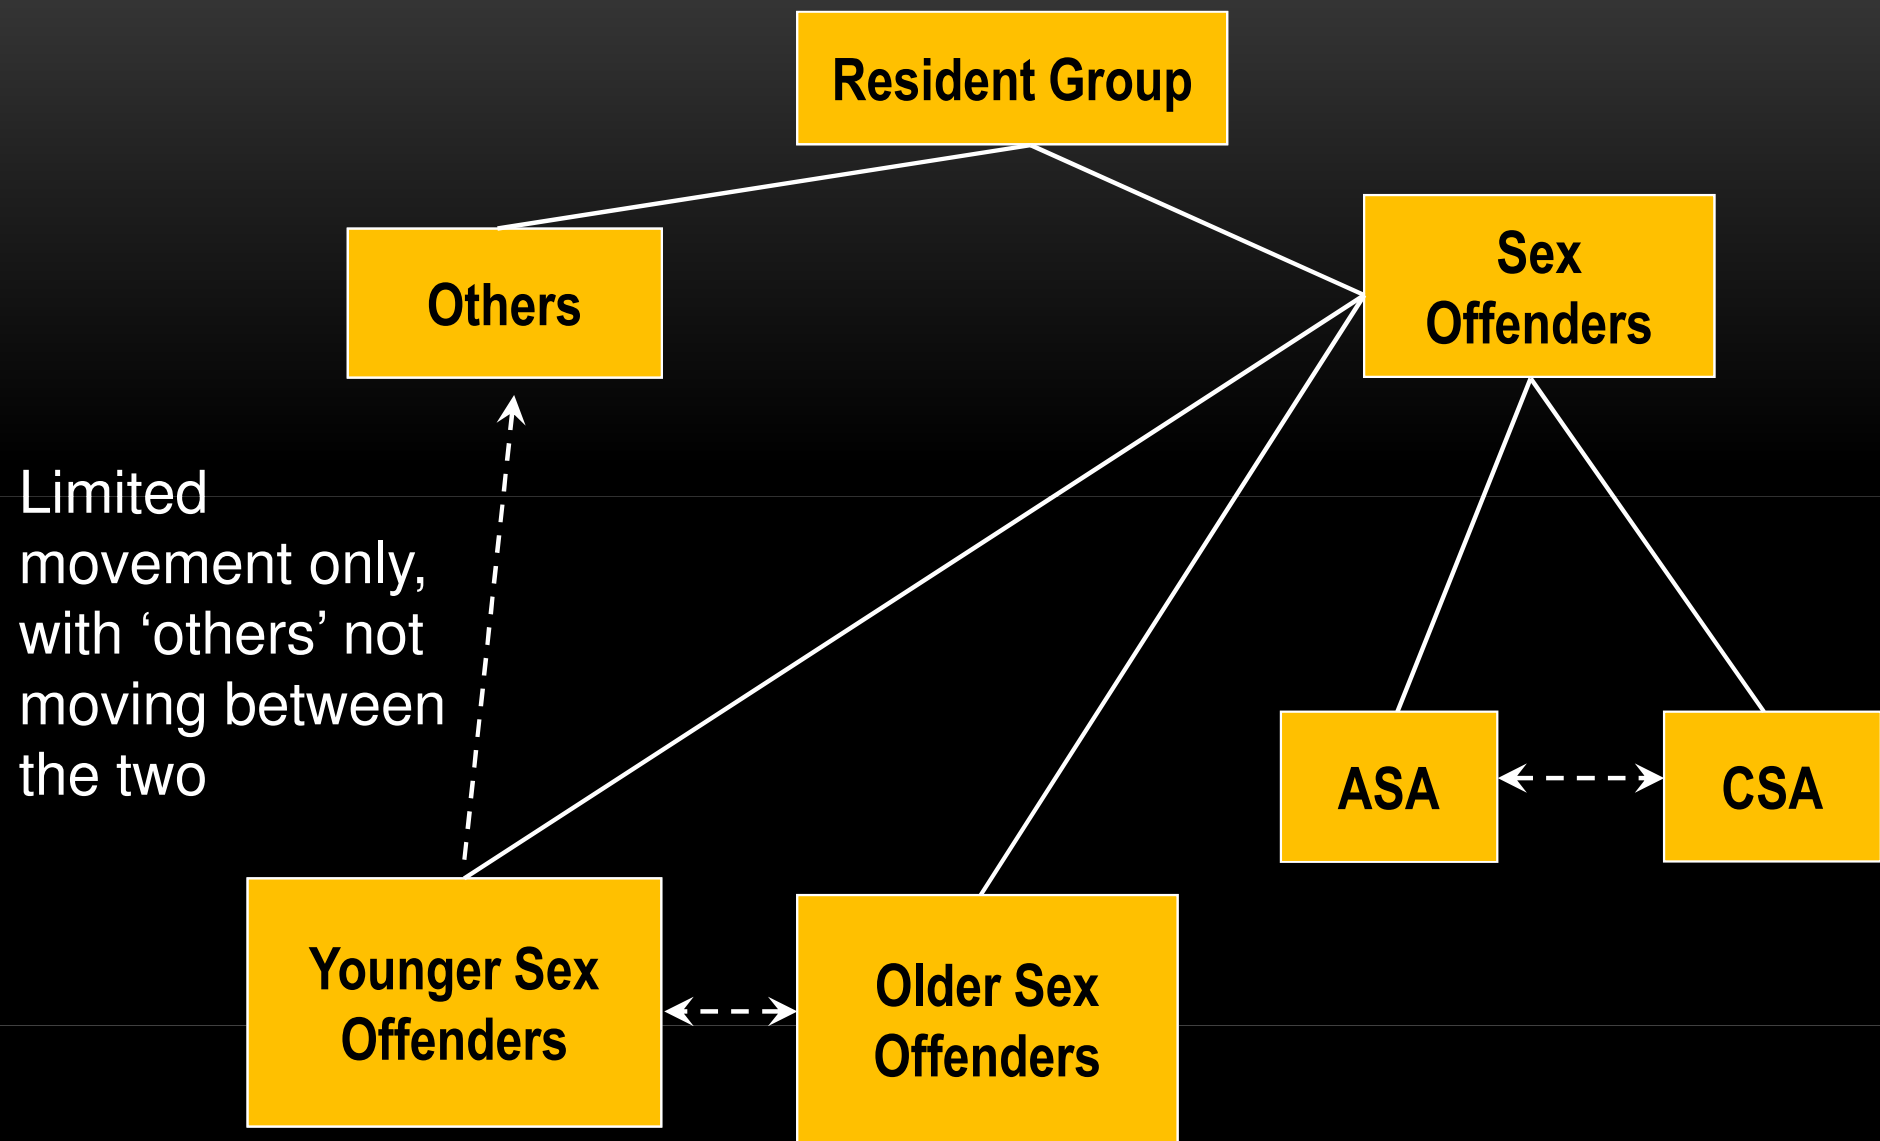 Resident Group
Others
Sex
Offenders
Limited
movement only,
with ‘others’ not
moving between
the two
ASA
CSA
Younger Sex
Offenders
Older Sex
Offenders